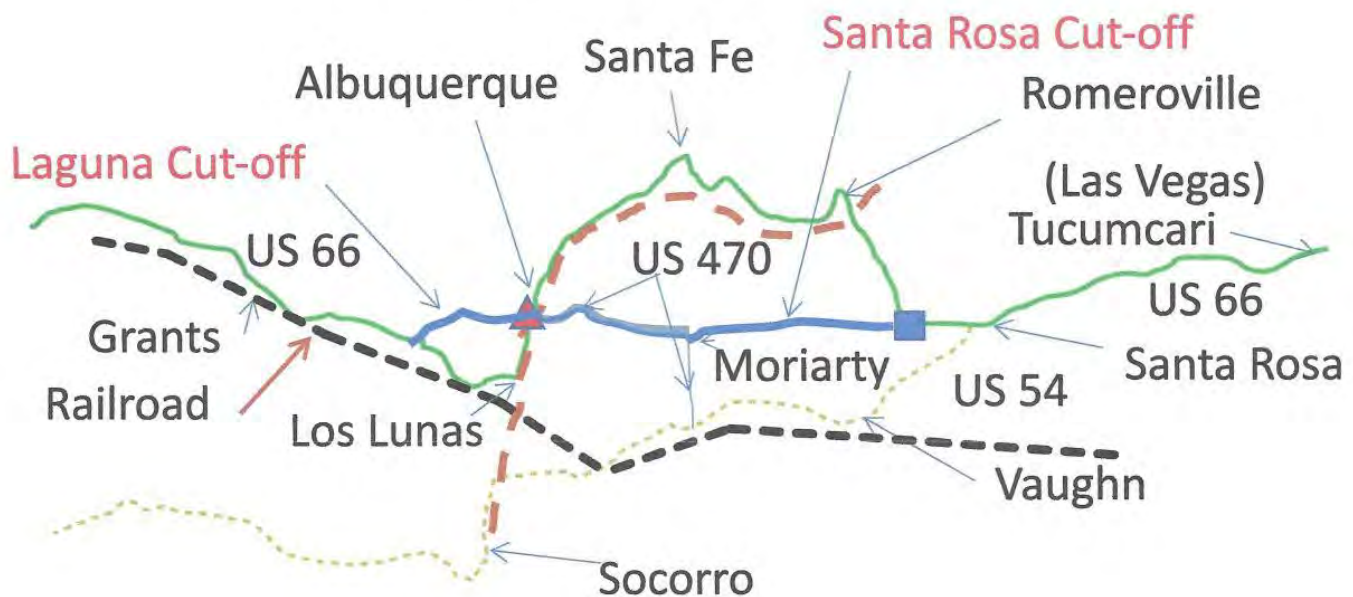 Santa Rosa Cut-off
Santa Fe
Albuquerque
Romeroville
Laguna Cut-off
(Las Vegas)
Tucumcari
US 66
US 470
US 66
Grants
Moriarty
Santa Rosa
Railroad
US 54
Los Lunas
Vaughn
Socorro